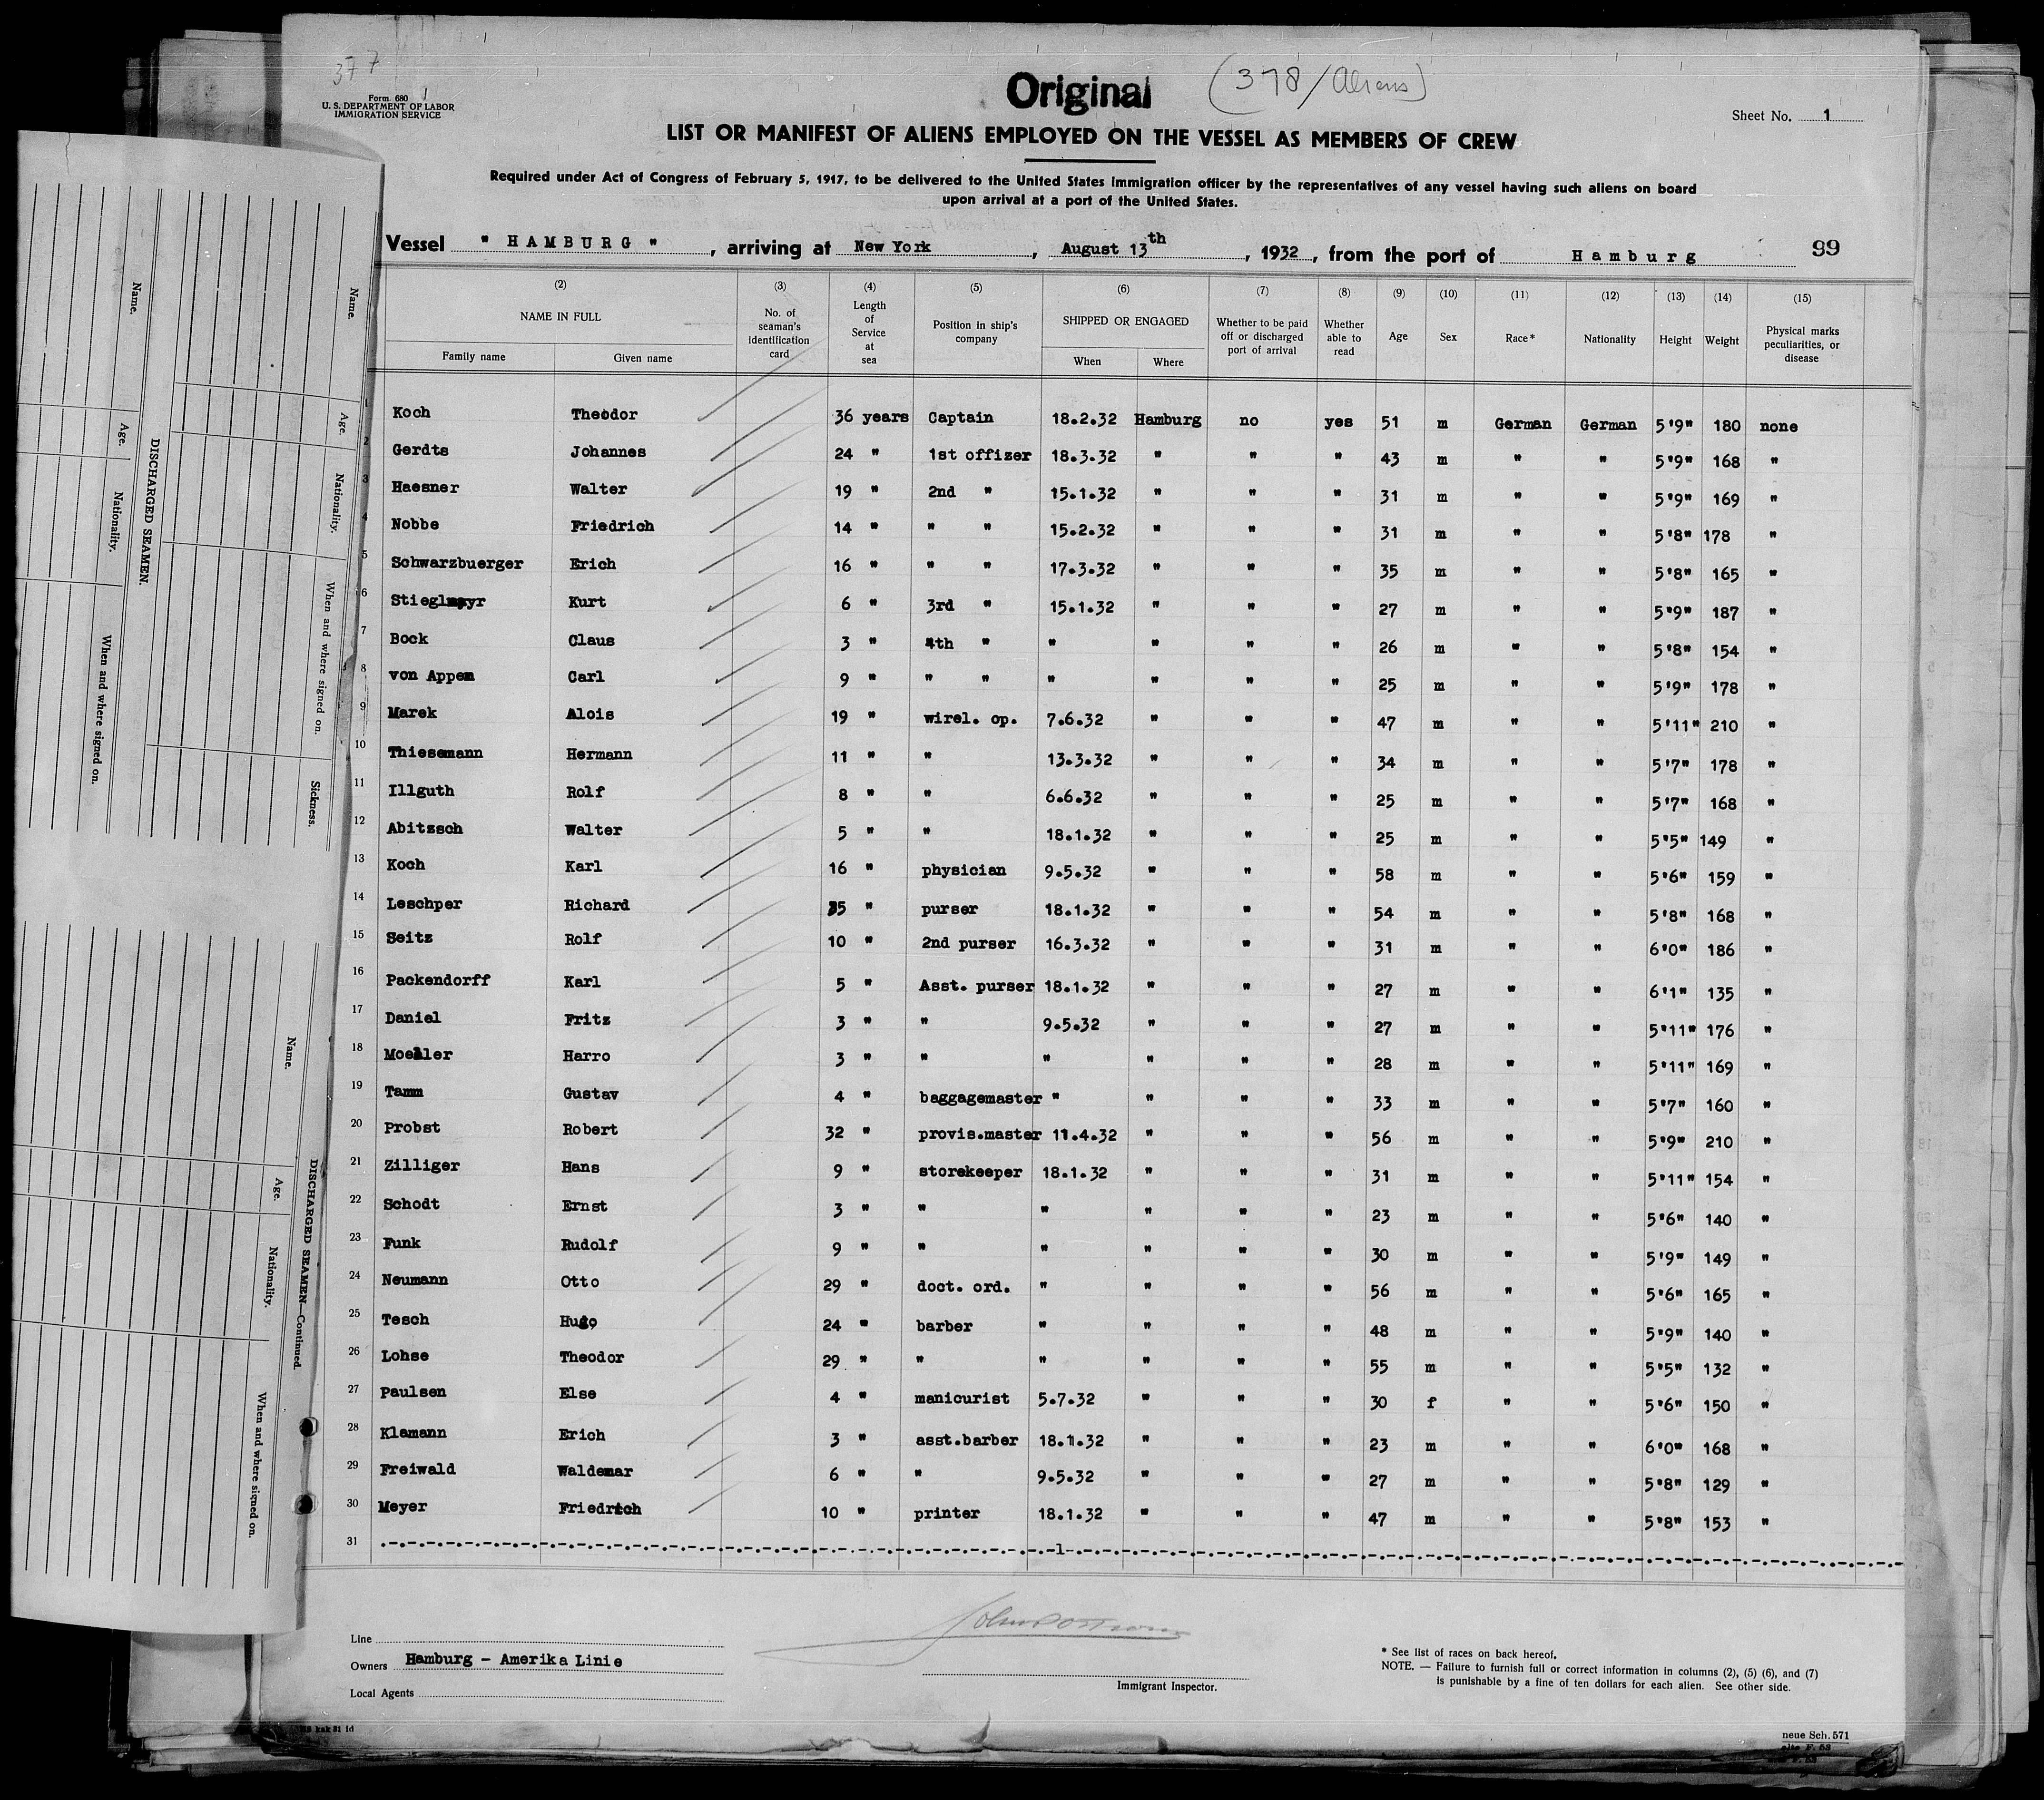 377
Form 680
U. S. DEPARTMENT OF LABOR
IMMIGRATION SERVICE
Original
(378/Aliens)
Sheet No. 1
LIST OR MANIFEST OF ALIENS EMPLOYED ON THE VESSEL AS MEMBERS OF CREW
Required under Act of Congress of February 5, 1917, to be delivered to the United States Immigration officer by the representatives of any vessel having such aliens on board
upon arrival at a port of the United States.
Vessel " HAMBURG " , arriving at New York , August 13th , 1932 , from the port of Hamburg 99
(2) (3) (4) (5) (6) (7) (8) (9) (10) (11) (12) (13) (14) (15)
NAME IN FULL No. of seaman's identification card Length of Service at sea Position in ship's company SHIPPED OR ENGAGED Whether to be paid off or discharged port of arrival Whether able to read Age Sex Race* Nationality Height Weight Physical marks peculiarities, or disease
Family name Given name When Where
1 Koch Theodor 36 years Captain 18.2.32 Hamburg no yes 51 m German German 5'9" 180 none
2 Gerdts Johannes 24 " 1st offizer 18.3.32 " " " 43 m " " 5'9" 168 "
3 Haesner Walter 19 " 2nd " 15.1.32 " " " 31 m " " 5'9" 169 "
4 Nobbe Friedrich 14 " " " 15.2.32 " " " 31 m " " 5'8" 178 "
5 Schwarzbuerger Erich 16 " " " 17.3.32 " " " 35 m " " 5'8" 165 "
6 Stieglmayr Kurt 6 " 3rd " 15.1.32 " " " 27 m " " 5'9" 187 "
7 Bock Claus 3 " 4th " " " " " 26 m " " 5'8" 154 "
8 von Appen Carl 9 " " " " " " " 25 m " " 5'9" 178 "
9 Marek Alois 19 " wirel. op. 7.6.32 " " " 47 m " " 5'11" 210 "
10 Thiesemann Hermann 11 " " 13.3.32 " " " 34 m " " 5'7" 178 "
11 Illguth Rolf 8 " " 6.6.32 " " " 25 m " " 5'7" 168 "
12 Abitzsch Walter 5 " " 18.1.32 " " " 25 m " " 5'5" 149 "
13 Koch Karl 16 " physician 9.5.32 " " " 58 m " " 5'6" 159 "
14 Leschper Richard 35 " purser 18.1.32 " " " 54 m " " 5'8" 168 "
15 Seitz Rolf 10 " 2nd purser 16.3.32 " " " 31 m " " 6'0" 186 "
16 Packendorff Karl 5 " Asst. purser 18.1.32 " " " 27 m " " 6'1" 135 "
17 Daniel Fritz 3 " " 9.5.32 " " " 27 m " " 5'11" 176 "
18 Moeller Harro 3 " " " " " " 28 m " " 5'11" 169 "
19 Tamm Gustav 4 " baggagemaster " " " " 33 m " " 5'7" 160 "
20 Probst Robert 32 " provis.master 11.4.32 " " " 56 m " " 5'9" 210 "
21 Zilliger Hans 9 " storekeeper 18.1.32 " " " 31 m " " 5'11" 154 "
22 Schodt Ernst 3 " " " " " " 23 m " " 5'6" 140 "
23 Funk Rudolf 9 " " " " " " 30 m " " 5'9" 149 "
24 Neumann Otto 29 " doct. ord. " " " " 56 m " " 5'6" 165 "
25 Tesch Hugo 24 " barber " " " " 48 m " " 5'9" 140 "
26 Lohse Theodor 29 " " " " " " 55 m " " 5'5" 132 "
27 Paulsen Else 4 " manicurist 5.7.32 " " " 30 f " " 5'6" 150 "
28 Klamann Erich 3 " asst.barber 18.1.32 " " " 23 m " " 6'0" 168 "
29 Freiwald Waldemar 6 " " 9.5.32 " " " 27 m " " 5'8" 129 "
30 Meyer Friedrich 10 " printer 18.1.32 " " " 47 m " " 5'8" 153 "
31 -1-
Line
Owners Hamburg - Amerika Linie
Local Agents
Immigrant Inspector.
* See list of races on back hereof.
NOTE. — Failure to furnish full or correct information in columns (2), (5) (6), and (7)
is punishable by a fine of ten dollars for each alien. See other side.
neue Sch. 571
alte F. 53
DISCHARGED SEAMEN.
Name. Age. Nationality. When and where signed on.
Name. Age. Nationality. When and where signed on. Sickness.
DISCHARGED SEAMEN—Continued.
Name. Age. Nationality. When and where signed on.